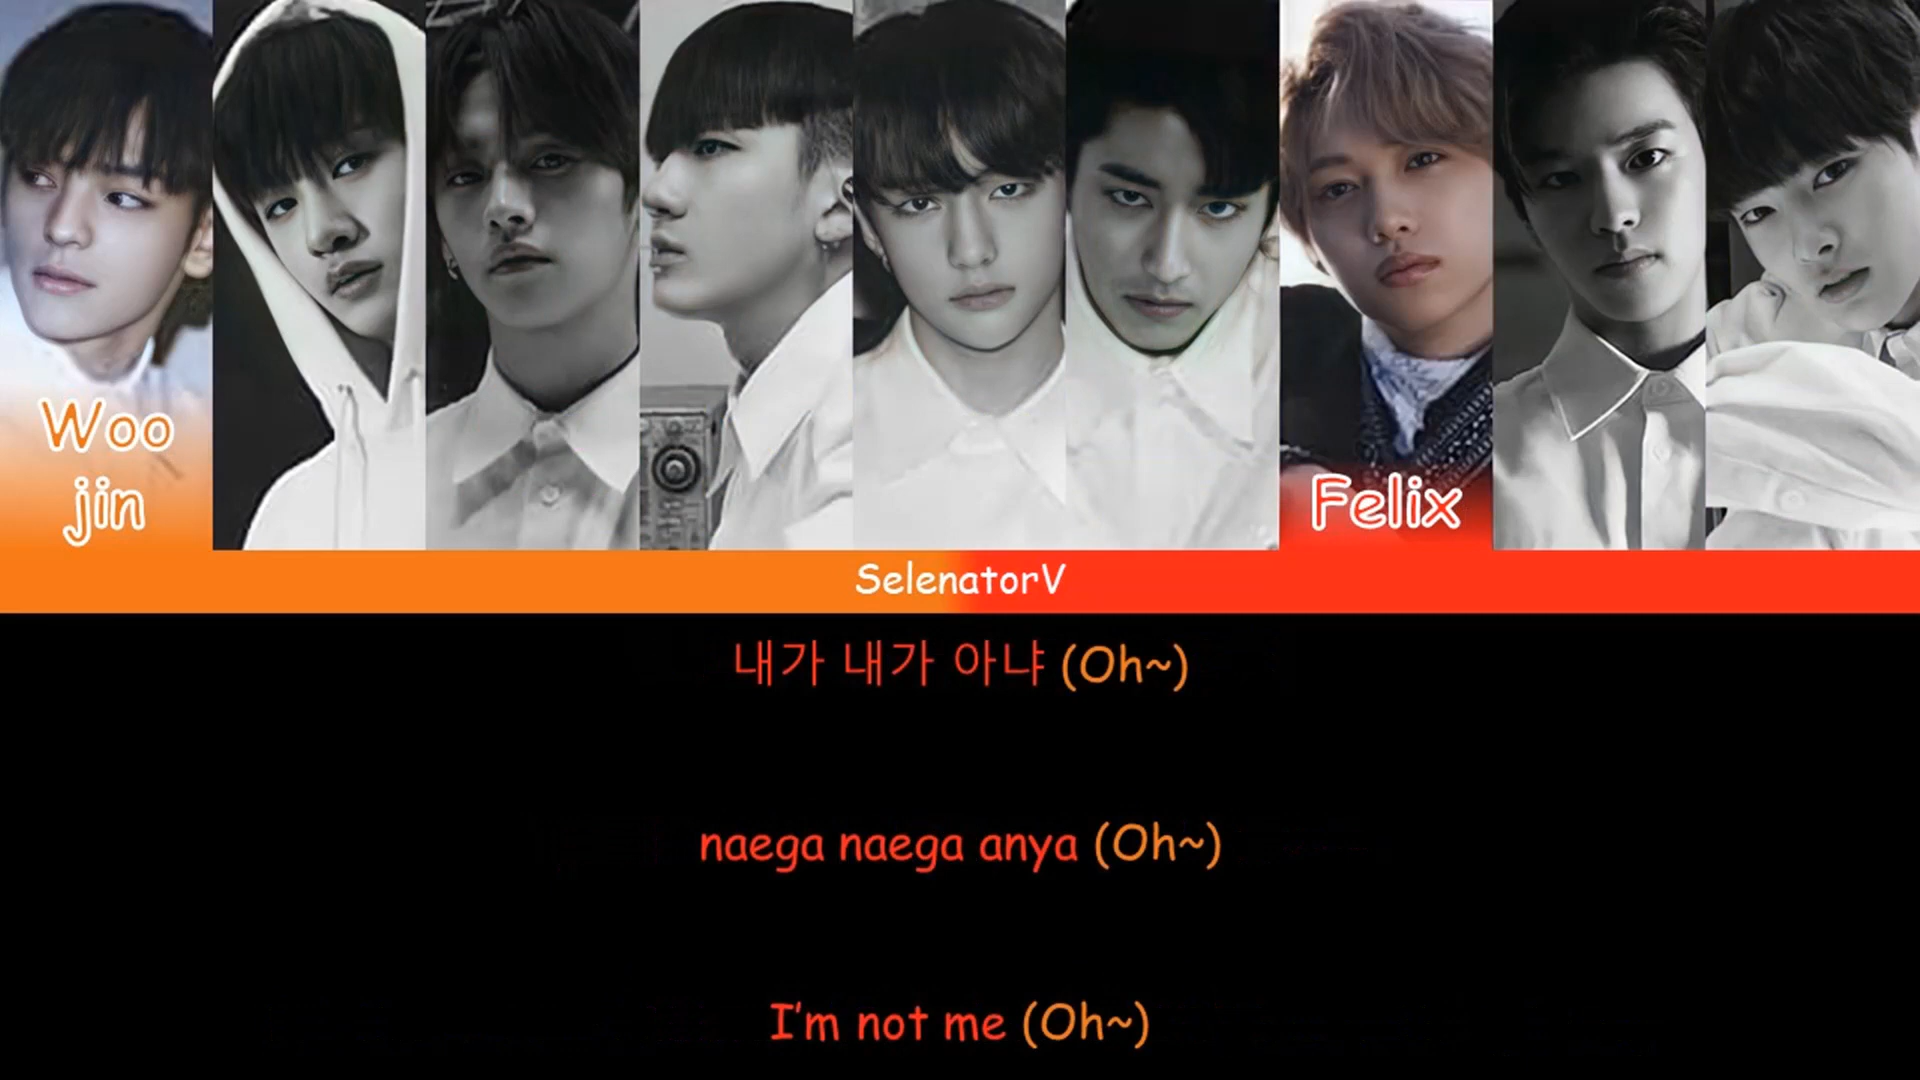 Woo
jin
Felix
SelenatorV
내가 내가 아냐 (Oh~)
naega naega anya (Oh~)
I'm not me (Oh~)